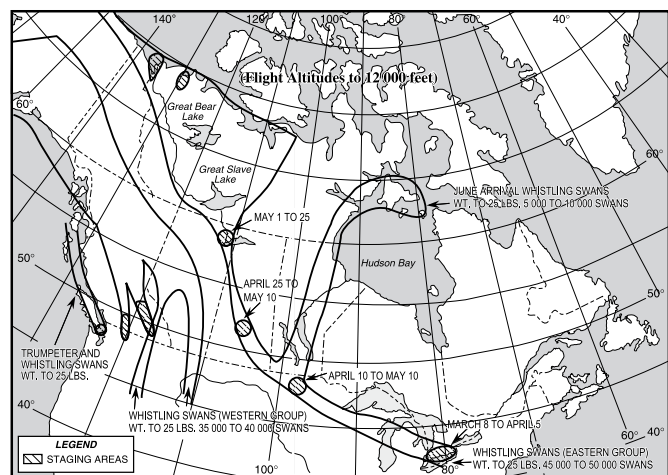 140°
120°
100°
80°
60°
40°
(Flight Altitudes to 12 000 feet)
Great Bear
Lake
60°
Great Slave
Lake
60°
JUNE ARRIVAL WHISTLING SWANS
WT. TO 25 LBS, 5 000 TO 10 000 SWANS
MAY 1 TO 25
50°
Hudson Bay
50°
APRIL 25 TO
MAY 10
40°
TRUMPETER AND
WHISTLING SWANS
WT. TO 25 LBS.
APRIL 10 TO MAY 10
40°
WHISTLING SWANS (WESTERN GROUP)
WT. TO 25 LBS. 35 000 TO 40 000 SWANS
MARCH 8 TO APRIL 5
LEGEND
STAGING AREAS
WHISTLING SWANS (EASTERN GROUP)
WT. TO 25 LBS, 45 000 TO 50 000 SWANS
100°
80°